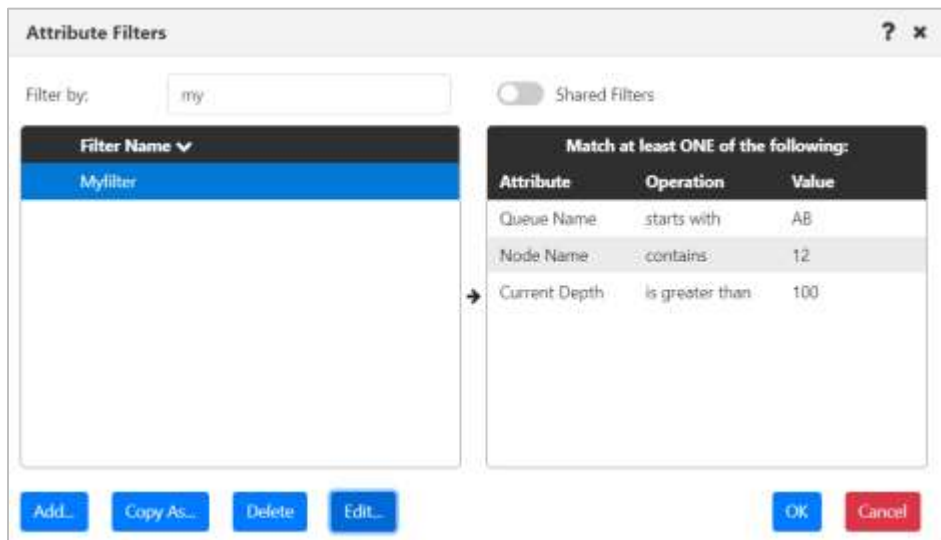 Attribute Filters ? ✖
Filter by: my Shared Filters
Filter Name
Myfilter
Match at least ONE of the following:
Attribute Operation Value
Queue Name starts with AB
Node Name contains 12
Current Depth is greater than 100
Add... Copy As... Delete Edit... OK Cancel